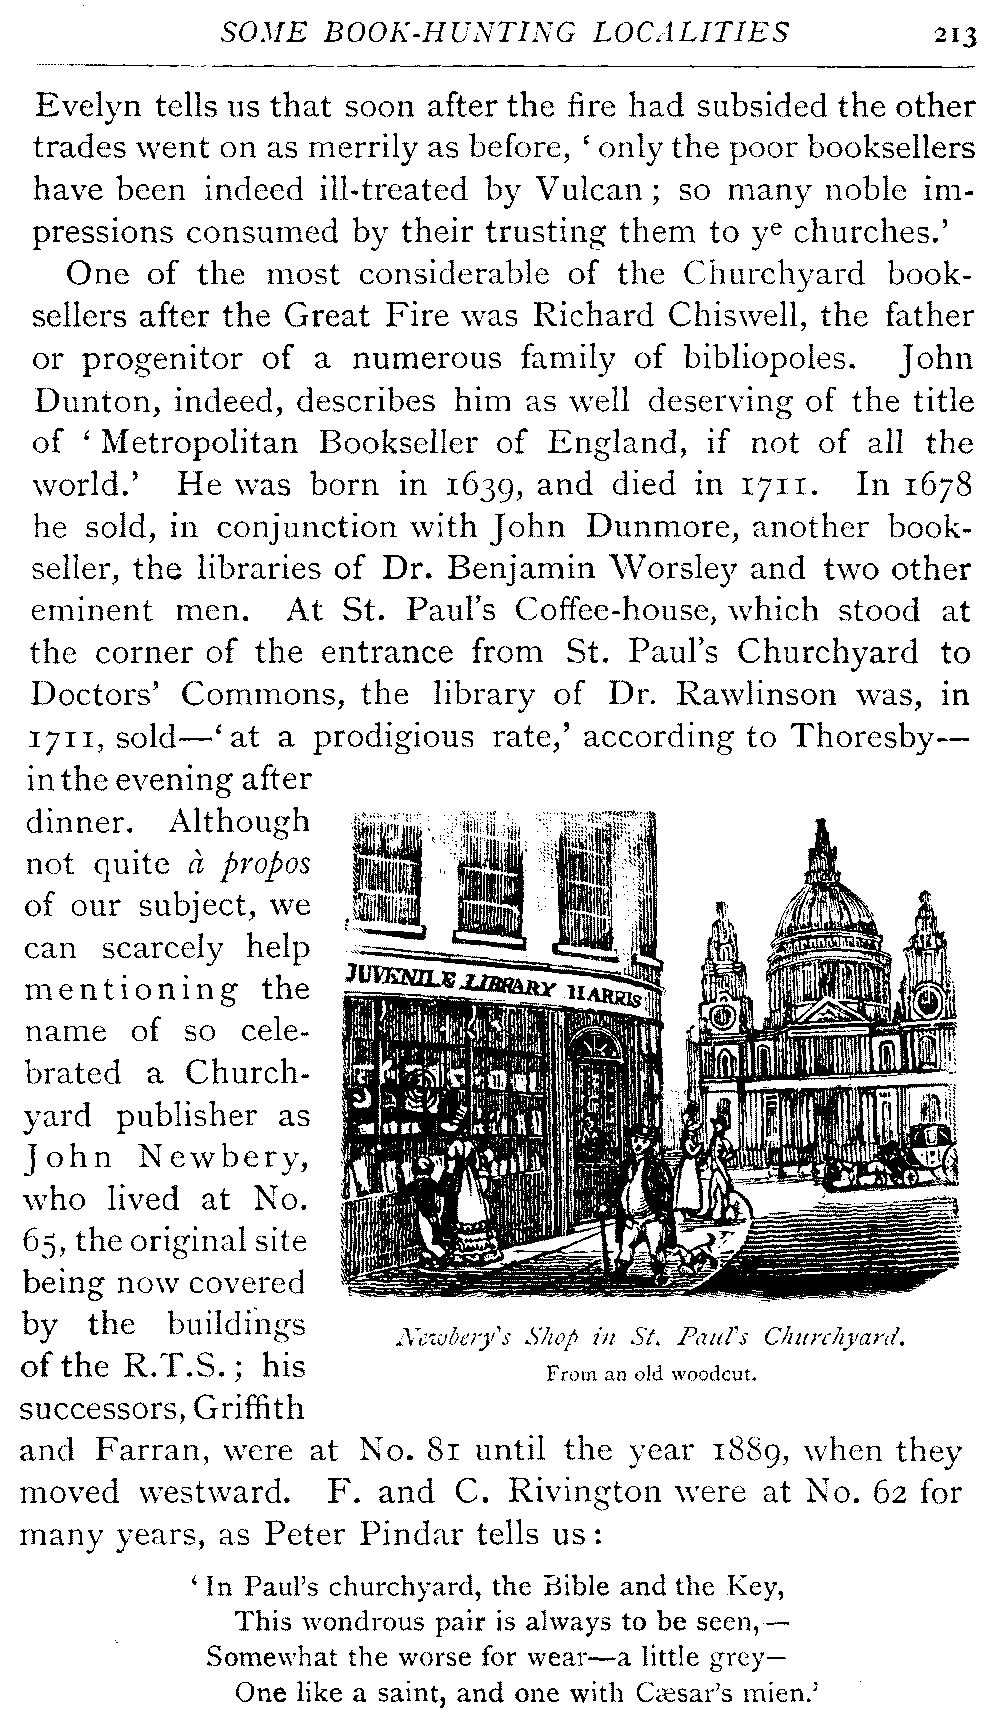 SOME BOOK-HUNTING LOCALITIES 213
Evelyn tells us that soon after the fire had subsided the other
trades went on as merrily as before, ‘ only the poor booksellers
have been indeed ill-treated by Vulcan ; so many noble im-
pressions consumed by their trusting them to yᵉ churches.’
One of the most considerable of the Churchyard book-
sellers after the Great Fire was Richard Chiswell, the father
or progenitor of a numerous family of bibliopoles. John
Dunton, indeed, describes him as well deserving of the title
of ‘ Metropolitan Bookseller of England, if not of all the
world.’ He was born in 1639, and died in 1711. In 1678
he sold, in conjunction with John Dunmore, another book-
seller, the libraries of Dr. Benjamin Worsley and two other
eminent men. At St. Paul’s Coffee-house, which stood at
the corner of the entrance from St. Paul’s Churchyard to
Doctors’ Commons, the library of Dr. Rawlinson was, in
1711, sold—‘ at a prodigious rate,’ according to Thoresby—
in the evening after
dinner. Although
not quite à propos
of our subject, we
can scarcely help
mentioning the
name of so cele-
brated a Church-
yard publisher as
John Newbery,
who lived at No.
65, the original site
being now covered
by the buildings
of the R.T.S. ; his
successors, Griffith
JUVENILE LIBRARY HARRIS
Newbery’s Shop in St. Paul’s Churchyard.
From an old woodcut.
and Farran, were at No. 81 until the year 1889, when they
moved westward. F. and C. Rivington were at No. 62 for
many years, as Peter Pindar tells us :
‘ In Paul’s churchyard, the Bible and the Key,
This wondrous pair is always to be seen,—
Somewhat the worse for wear—a little grey—
One like a saint, and one with Cæsar’s mien.’